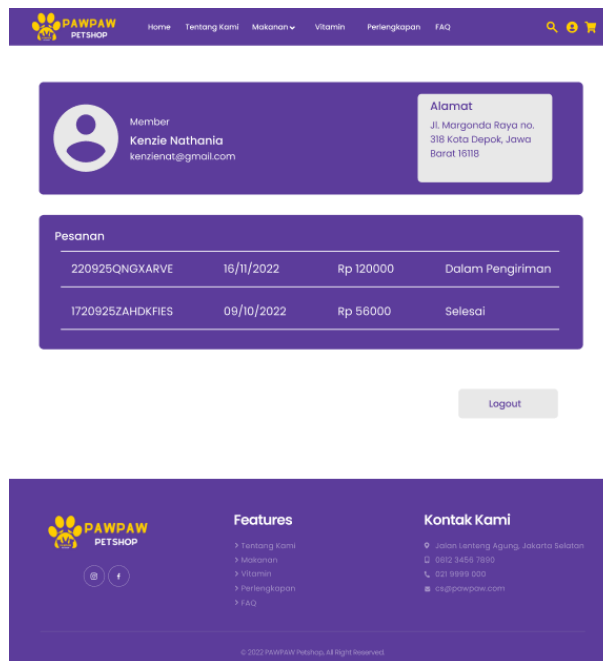 PAWPAW
PETSHOP
Home Tentang Kami Makanan Vitamin Perlengkapan FAQ
Member
Kenzie Nathania
kenzienat@gmail.com
Alamat
Jl. Margonda Raya no.
318 Kota Depok, Jawa
Barat 16118
Pesanan
220925QNGXARVE 16/11/2022 Rp 120000 Dalam Pengiriman
1720925ZAHDKFIES 09/10/2022 Rp 56000 Selesai
Logout
PAWPAW
PETSHOP
Features
> Tentang Kami
> Makanan
> Vitamin
> Perlengkapan
> FAQ
Kontak Kami
Jalan Lenteng Agung, Jakarta Selatan
0812 3456 7890
021 9999 000
cs@pawpaw.com
© 2022 PAWPAW Petshop, All Right Reserved.